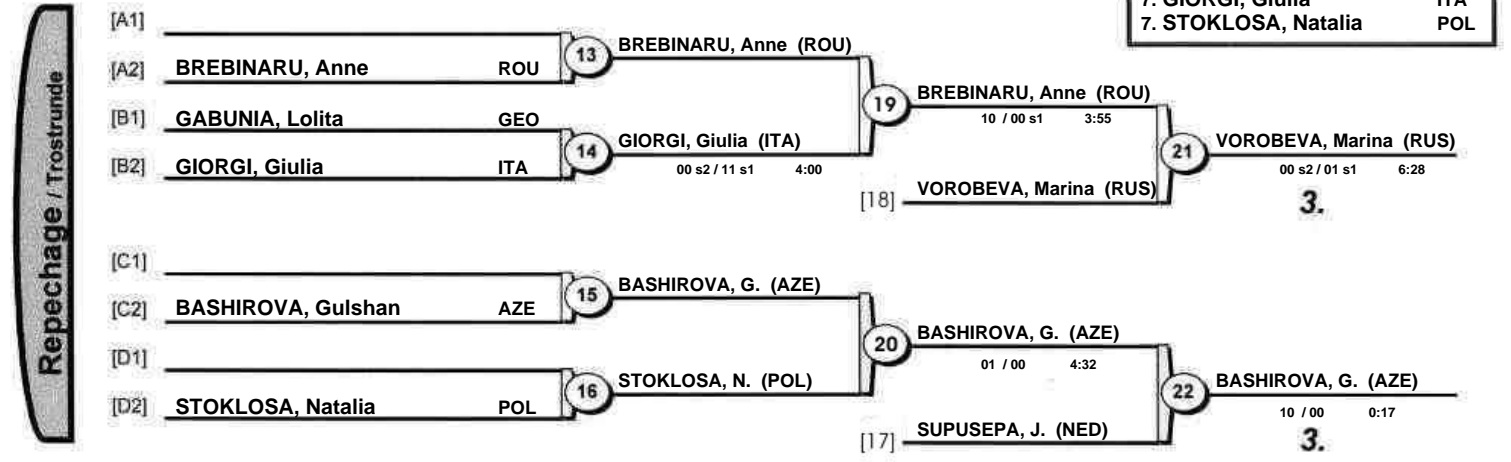 7. GIORGI, Giulia ITA
7. STOKLOSA, Natalia POL
Repechage / Trostrunde
[A1]
[A2] BREBINARU, Anne ROU
13
BREBINARU, Anne (ROU)
[B1] GABUNIA, Lolita GEO
[B2] GIORGI, Giulia ITA
14
GIORGI, Giulia (ITA)
00 s2 / 11 s1 4:00
19
BREBINARU, Anne (ROU)
10 / 00 s1 3:55
[18] VOROBEVA, Marina (RUS)
21
VOROBEVA, Marina (RUS)
00 s2 / 01 s1 6:28
3.
[C1]
[C2] BASHIROVA, Gulshan AZE
15
BASHIROVA, G. (AZE)
[D1]
[D2] STOKLOSA, Natalia POL
16
STOKLOSA, N. (POL)
20
BASHIROVA, G. (AZE)
01 / 00 4:32
[17] SUPUSEPA, J. (NED)
22
BASHIROVA, G. (AZE)
10 / 00 0:17
3.